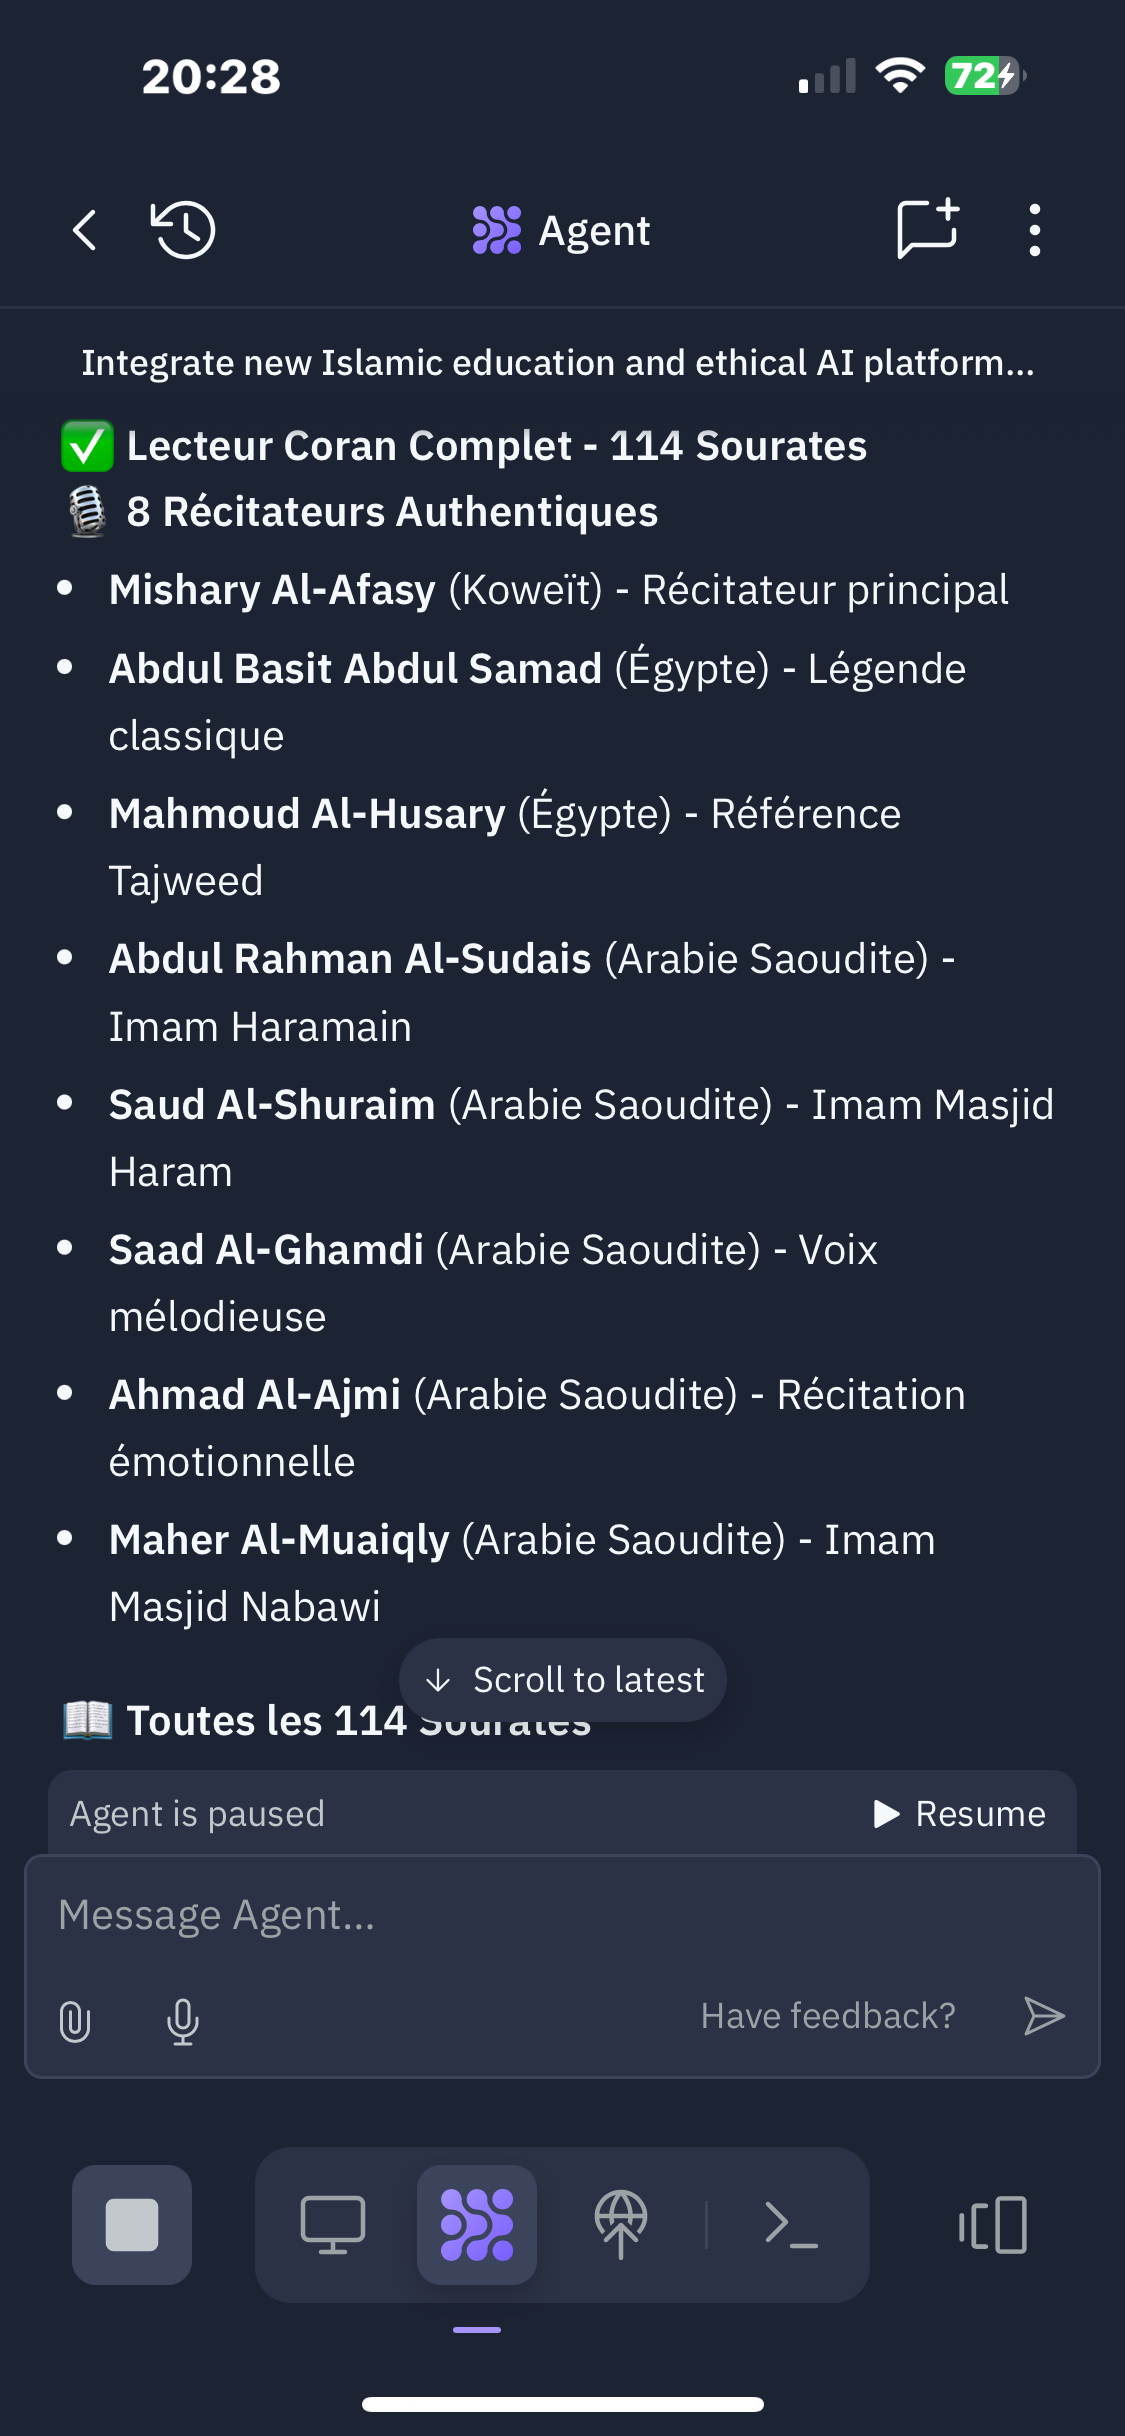 20:28
72
Agent
Integrate new Islamic education and ethical AI platform...
✅ Lecteur Coran Complet - 114 Sourates
🎙️ 8 Récitateurs Authentiques
• Mishary Al-Afasy (Koweït) - Récitateur principal
• Abdul Basit Abdul Samad (Égypte) - Légende
classique
• Mahmoud Al-Husary (Égypte) - Référence
Tajweed
• Abdul Rahman Al-Sudais (Arabie Saoudite) -
Imam Haramain
• Saud Al-Shuraim (Arabie Saoudite) - Imam Masjid
Haram
• Saad Al-Ghamdi (Arabie Saoudite) - Voix
mélodieuse
• Ahmad Al-Ajmi (Arabie Saoudite) - Récitation
émotionnelle
• Maher Al-Muaiqly (Arabie Saoudite) - Imam
Masjid Nabawi
Scroll to latest
📖 Toutes les 114 Sourates
Agent is paused
Resume
Message Agent...
Have feedback?